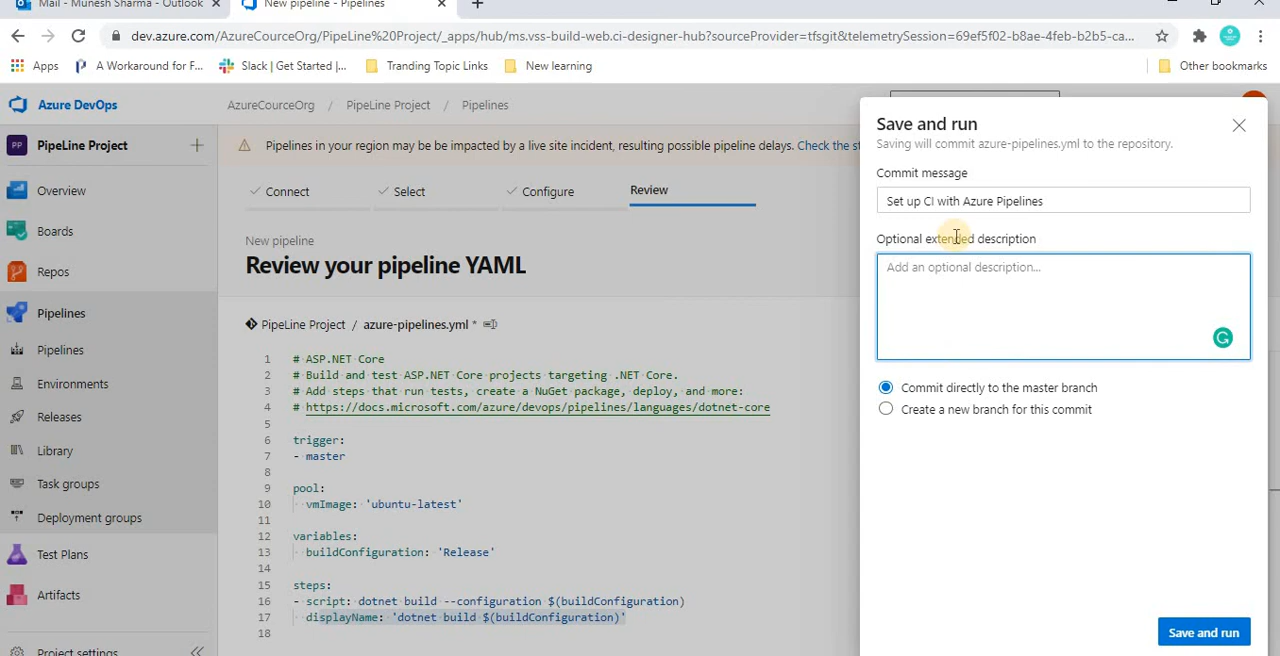 Mail - Munesh Sharma - Outlook
New pipeline - Pipelines
dev.azure.com/AzureCourceOrg/PipeLine%20Project/_apps/hub/ms.vss-build-web.ci-designer-hub?sourceProvider=tfsgit&telemetrySession=69ef5f02-b8ae-4feb-b2b5-ca...
Apps
A Workaround for F...
Slack | Get Started |...
Tranding Topic Links
New learning
Other bookmarks
Azure DevOps
AzureCourceOrg / PipeLine Project / Pipelines
PP PipeLine Project
Pipelines in your region may be be impacted by a live site incident, resulting possible pipeline delays. Check the st
Overview
Boards
Repos
Pipelines
Pipelines
Environments
Releases
Library
Task groups
Deployment groups
Test Plans
Artifacts
Project settings
Connect
Select
Configure
Review
New pipeline
Review your pipeline YAML
PipeLine Project / azure-pipelines.yml *
1 # ASP.NET Core
2 # Build and test ASP.NET Core projects targeting .NET Core.
3 # Add steps that run tests, create a NuGet package, deploy, and more:
4 # https://docs.microsoft.com/azure/devops/pipelines/languages/dotnet-core
5
6 trigger:
7 - master
8
9 pool:
10 vmImage: 'ubuntu-latest'
11
12 variables:
13 buildConfiguration: 'Release'
14
15 steps:
16 - script: dotnet build --configuration $(buildConfiguration)
17 displayName: 'dotnet build $(buildConfiguration)'
18
Save and run
Saving will commit azure-pipelines.yml to the repository.
Commit message
Set up CI with Azure Pipelines
Optional extended description
Add an optional description...
Commit directly to the master branch
Create a new branch for this commit
Save and run